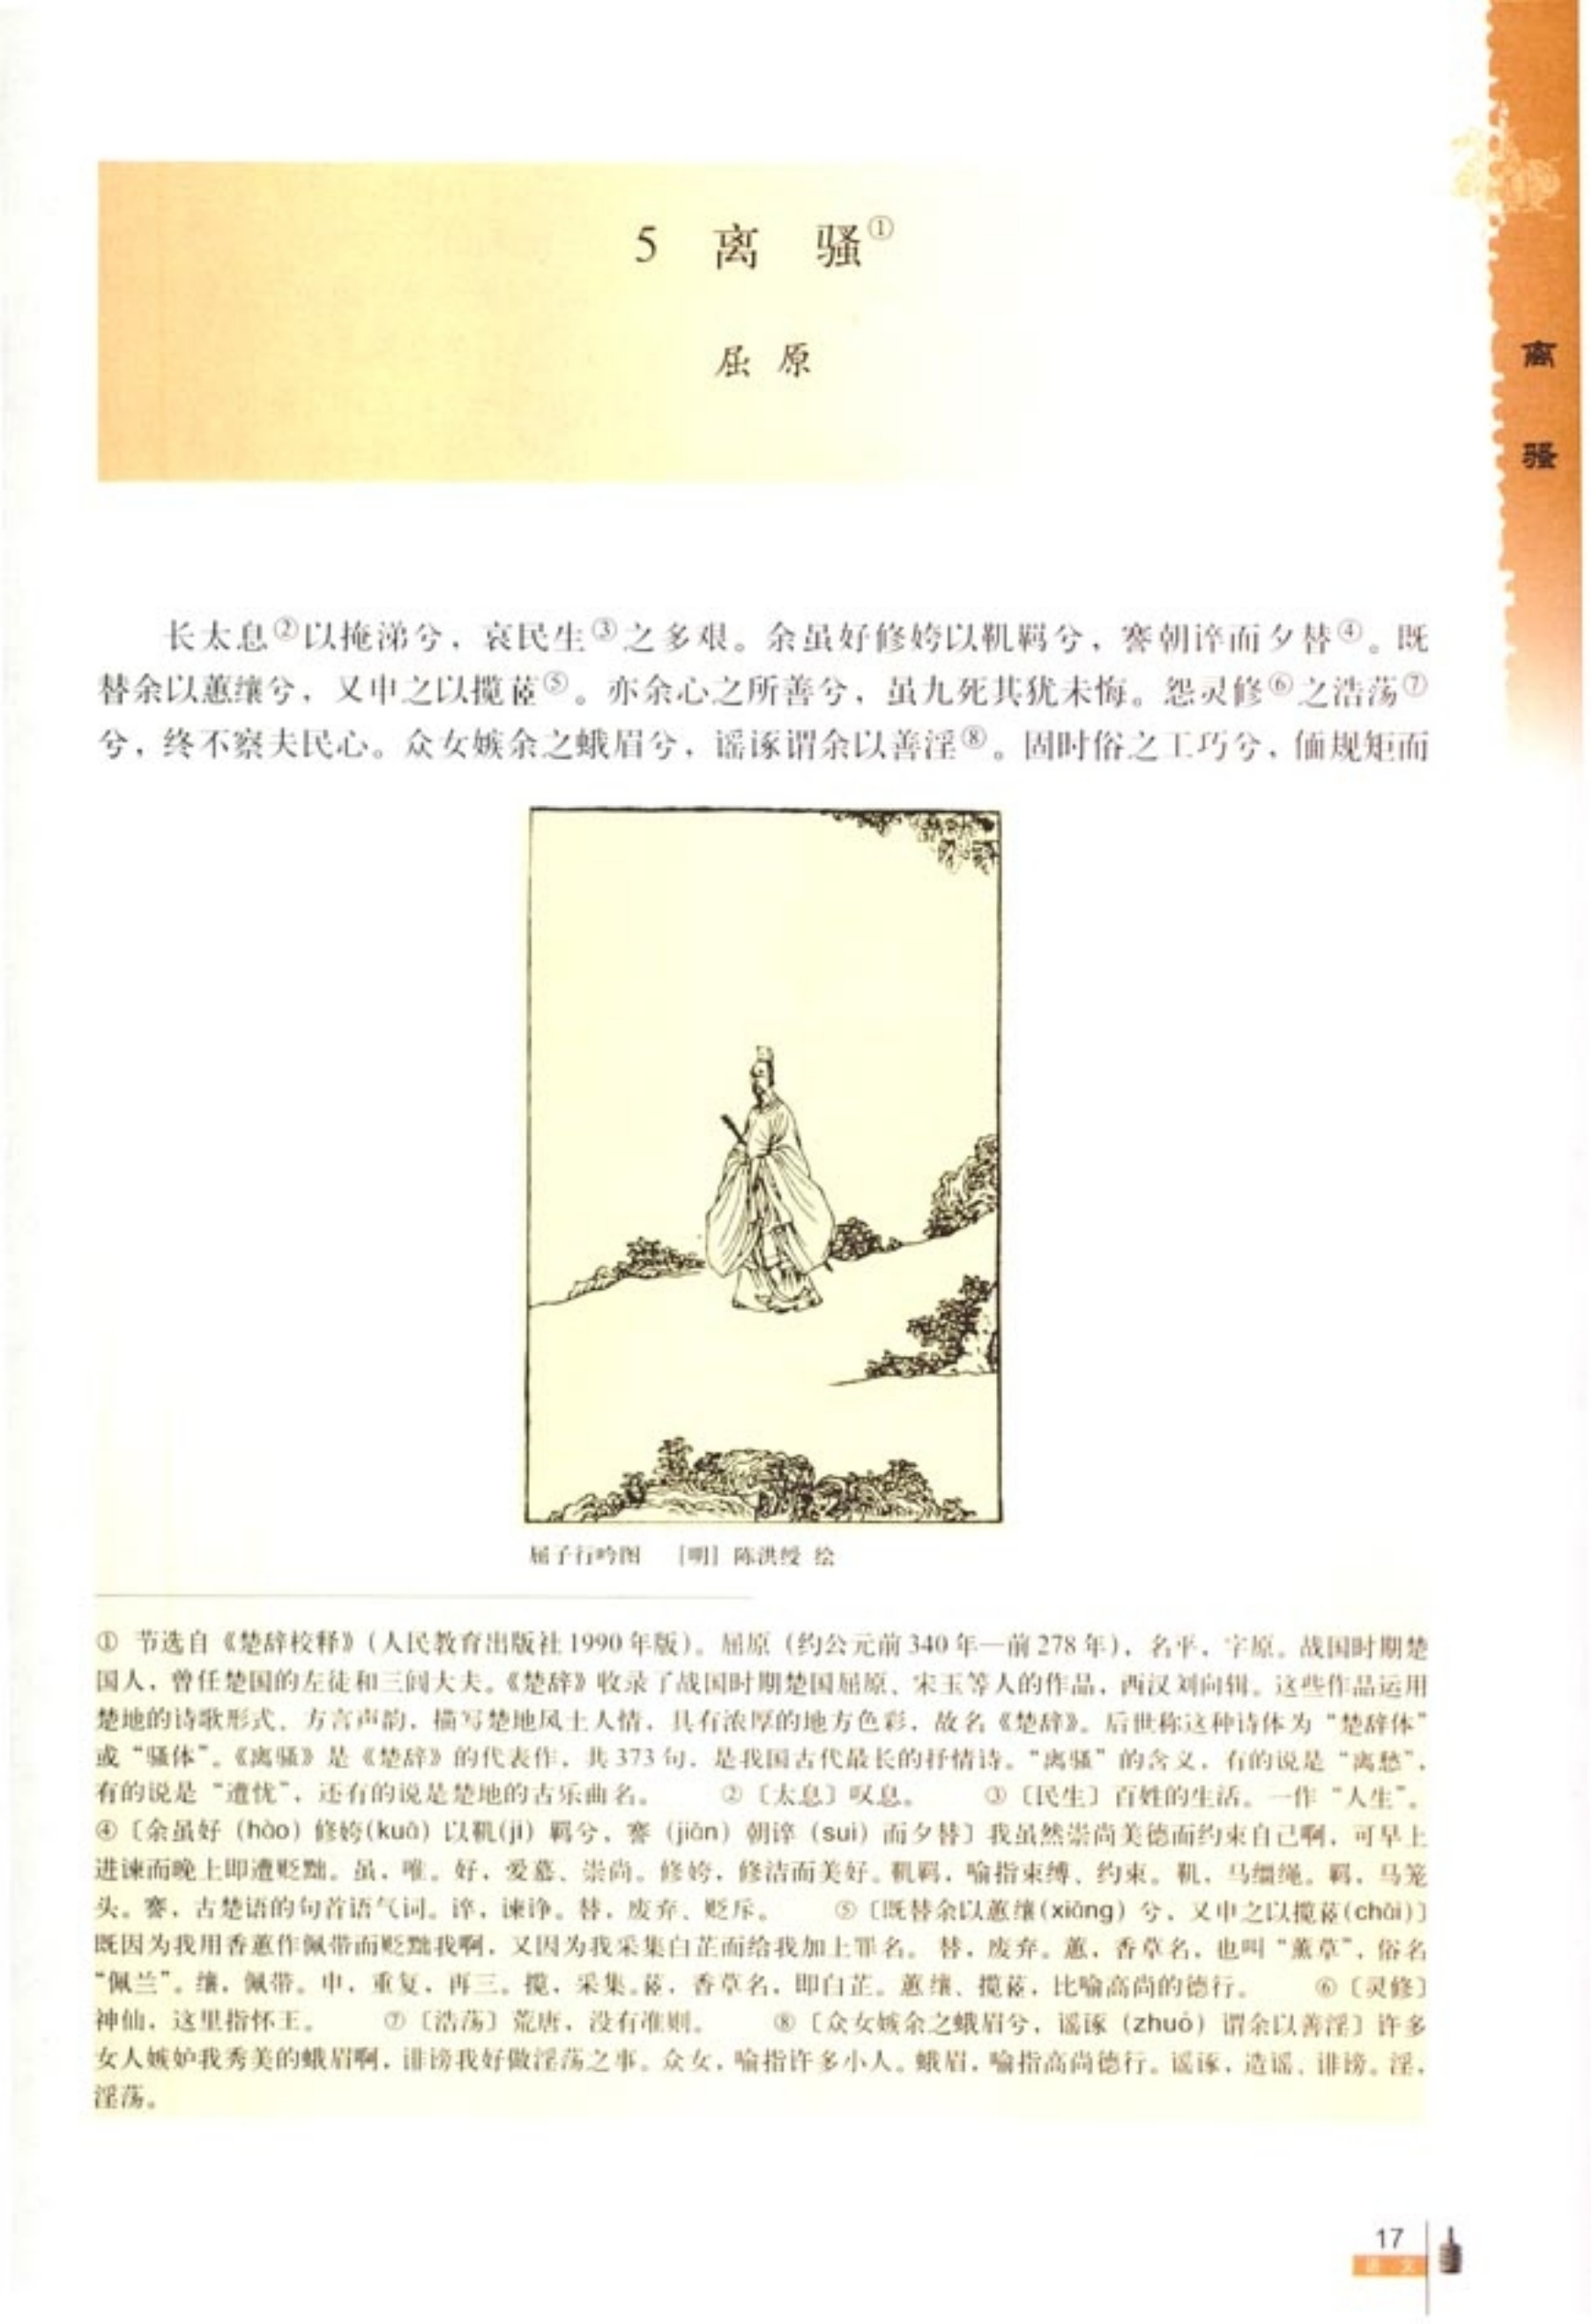 5 离 骚①
屈 原
离
骚
长太息②以掩涕兮，哀民生③之多艰。余虽好修姱以鞿羁兮，謇朝谇而夕替④。既
替余以蕙纕兮，又申之以揽茝⑤。亦余心之所善兮，虽九死其犹未悔。怨灵修⑥之浩荡⑦
兮，终不察夫民心。众女嫉余之蛾眉兮，谣诼谓余以善淫⑧。固时俗之工巧兮，偭规矩而
屈子行吟图 ［明］陈洪绶 绘
① 节选自《楚辞校释》（人民教育出版社1990年版）。屈原（约公元前340年—前278年），名平，字原。战国时期楚
国人，曾任楚国的左徒和三闾大夫。《楚辞》收录了战国时期楚国屈原、宋玉等人的作品，西汉刘向辑。这些作品运用
楚地的诗歌形式、方言声韵，描写楚地风土人情，具有浓厚的地方色彩，故名《楚辞》。后世称这种诗体为“楚辞体”
或“骚体”。《离骚》是《楚辞》的代表作，共373句，是我国古代最长的抒情诗。“离骚”的含义，有的说是“离愁”，
有的说是“遭忧”，还有的说是楚地的古乐曲名。 ②〔太息〕叹息。 ③〔民生〕百姓的生活。一作“人生”。
④〔余虽好（hào）修姱(kuā）以鞿(jī）羁兮，謇（jiǎn）朝谇（suì）而夕替〕我虽然崇尚美德而约束自己啊，可早上
进谏而晚上即遭贬黜。虽，唯。好，爱慕、崇尚。修姱，修洁而美好。鞿羁，喻指束缚、约束。鞿，马缰绳。羁，马笼
头。謇，古楚语的句首语气词。谇，谏诤。替，废弃、贬斥。 ⑤〔既替余以蕙纕(xiāng）兮，又申之以揽茝(chǎi)〕
既因为我用香蕙作佩带而贬黜我啊，又因为我采集白芷而给我加上罪名。替，废弃。蕙，香草名，也叫“薰草”，俗名
“佩兰”。纕，佩带。申，重复，再三。揽，采集。茝，香草名，即白芷。蕙纕、揽茝，比喻高尚的德行。 ⑥〔灵修〕
神仙，这里指怀王。 ⑦〔浩荡〕荒唐，没有准则。 ⑧〔众女嫉余之蛾眉兮，谣诼（zhuó）谓余以善淫〕许多
女人嫉妒我秀美的蛾眉啊，诽谤我好做淫荡之事。众女，喻指许多小人。蛾眉，喻指高尚德行。谣诼，造谣、诽谤。淫，
淫荡。
17
语 文